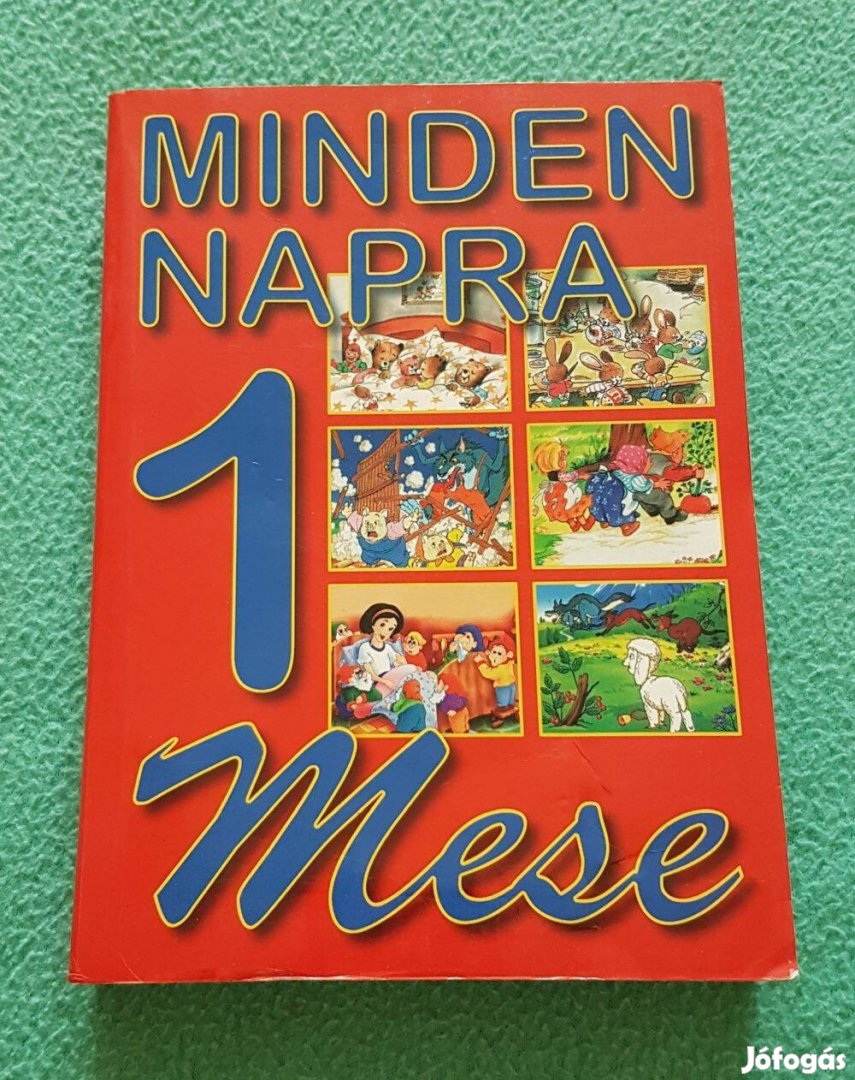 MINDEN
NAPRA
1
Mese
Jófogás